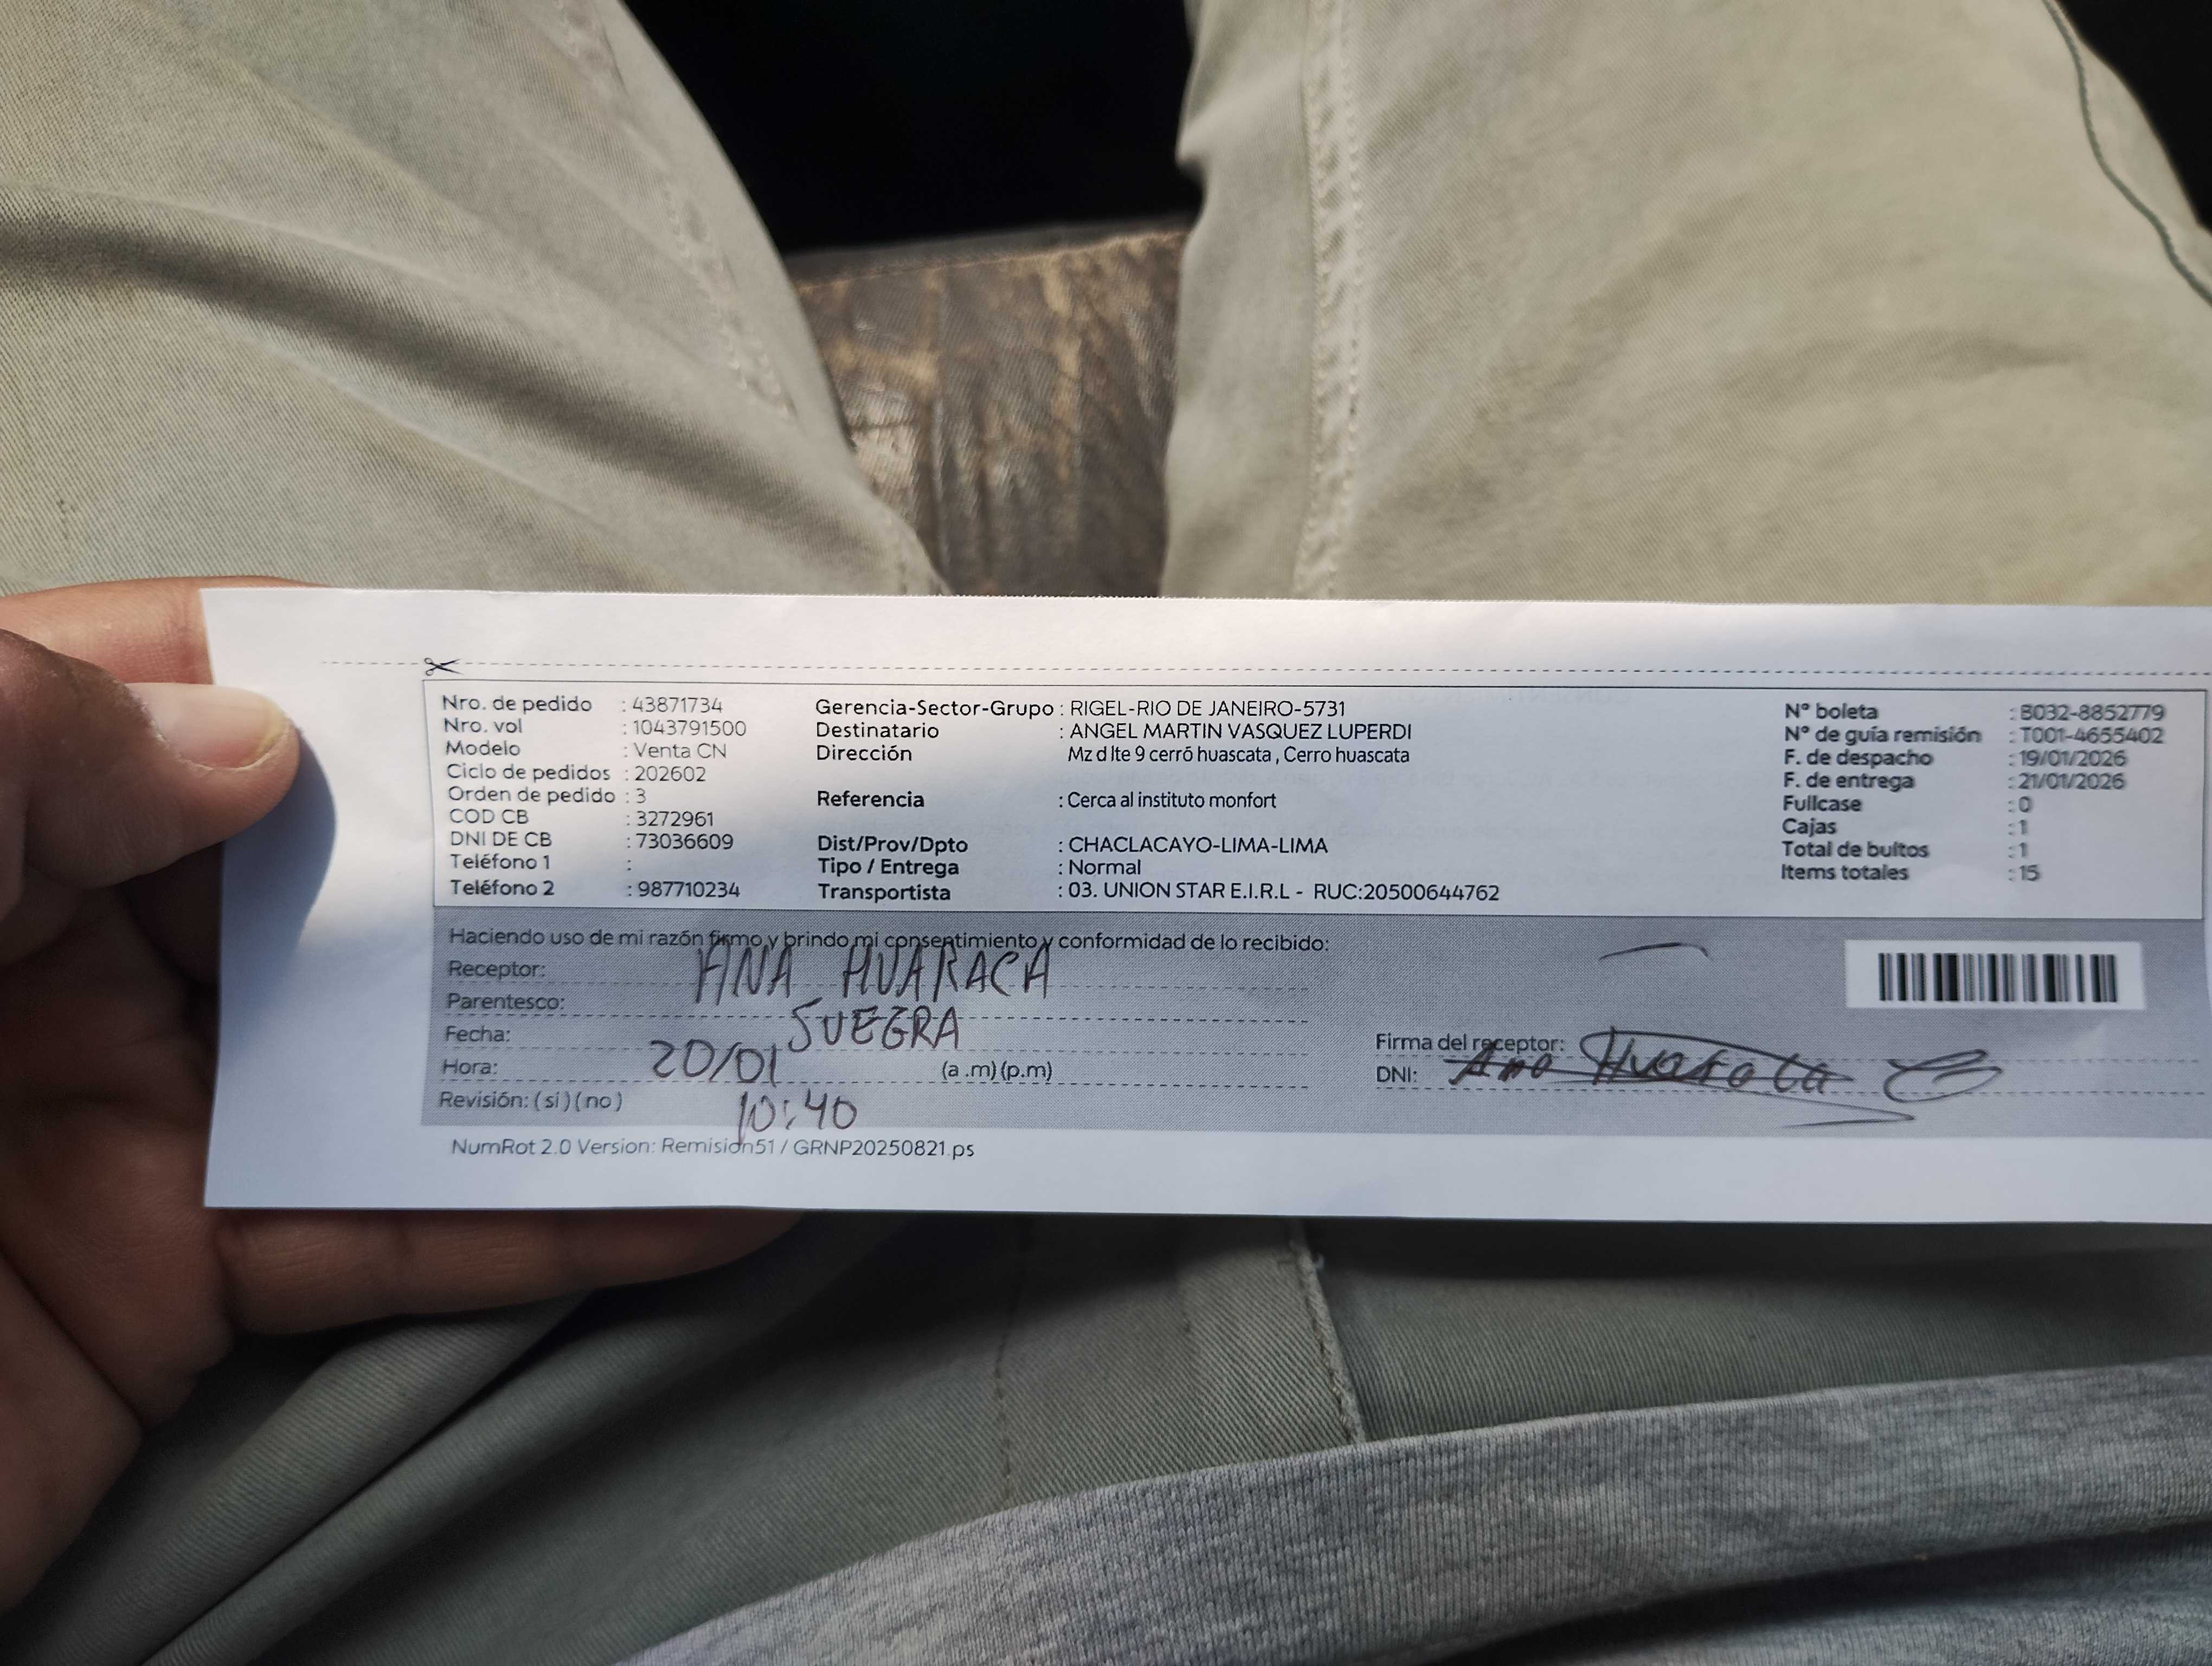 Nro. de pedido : 43871734
Nro. vol : 1043791500
Modelo : Venta CN
Ciclo de pedidos : 202602
Orden de pedido : 3
COD CB : 3272961
DNI DE CB : 73036609
Teléfono 1 :
Teléfono 2 : 987710234
Gerencia-Sector-Grupo : RIGEL-RIO DE JANEIRO-5731
Destinatario : ANGEL MARTIN VASQUEZ LUPERDI
Dirección Mz d lte 9 cerró huascata , Cerro huascata
Referencia : Cerca al instituto monfort
Dist/Prov/Dpto : CHACLACAYO-LIMA-LIMA
Tipo / Entrega : Normal
Transportista : 03. UNION STAR E.I.R.L - RUC:20500644762
N° boleta : B032-8852779
N° de guía remisión : T001-4655402
F. de despacho : 19/01/2026
F. de entrega : 21/01/2026
Fullcase : 0
Cajas : 1
Total de bultos : 1
Items totales : 15
Haciendo uso de mi razón firmo y brindo mi consentimiento y conformidad de lo recibido:
Receptor: ANA HUARACA
Parentesco: SUEGRA
Fecha: 20/01
Hora: 10:40 (a .m) (p.m)
Revisión: ( si ) ( no )
Firma del receptor:
DNI: Ana Huaraca
NumRot 2.0 Version: Remision51 / GRNP20250821.ps